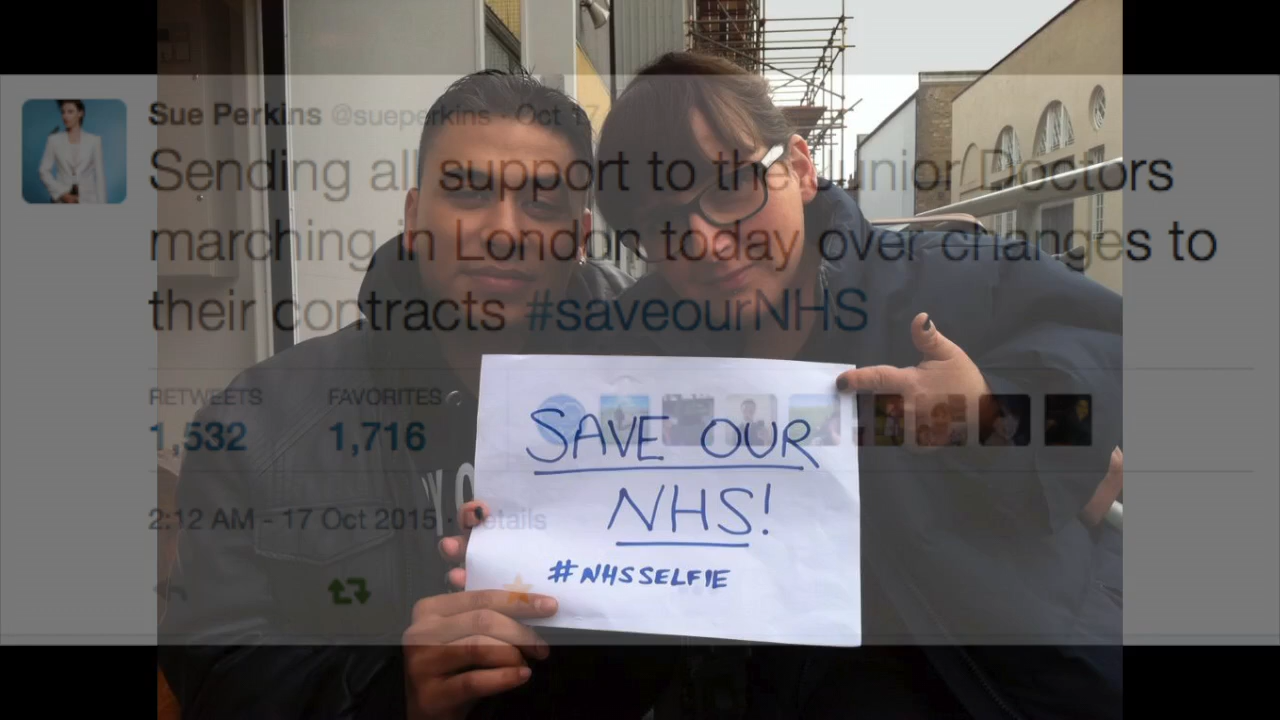 Sue Perkins @sueperkins · Oct 17
Sending all support to the Junior Doctors
marching in London today over changes to
their contracts #saveourNHS
RETWEETS FAVORITES
1,532 1,716
2:12 AM - 17 Oct 2015 · Details
SAVE OUR
NHS!
#NHSSELFIE